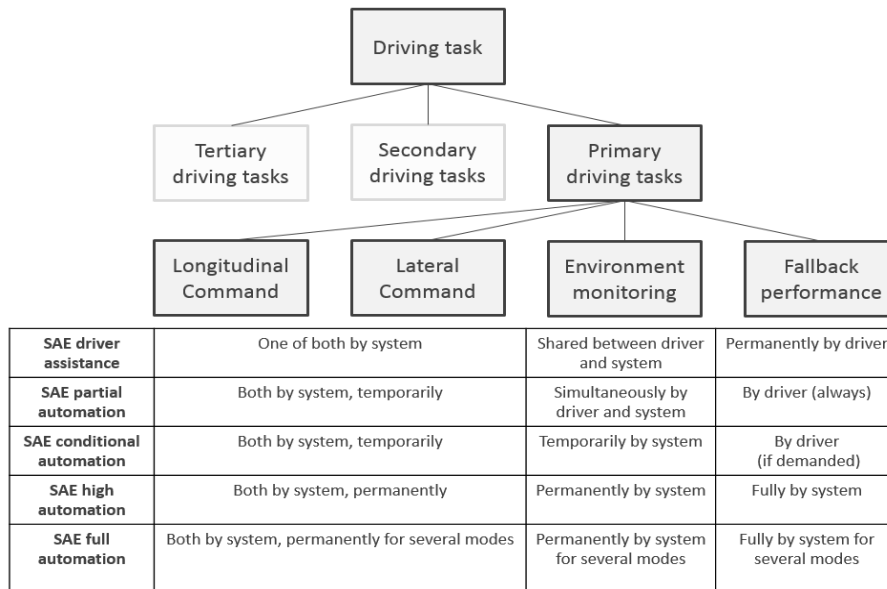 Driving task
Tertiary
driving tasks
Secondary
driving tasks
Primary
driving tasks
Longitudinal
Command
Lateral
Command
Environment
monitoring
Fallback
performance
SAE driver
assistance
One of both by system
Shared between driver
and system
Permanently by driver
SAE partial
automation
Both by system, temporarily
Simultaneously by
driver and system
By driver (always)
SAE conditional
automation
Both by system, temporarily
Temporarily by system
By driver
(if demanded)
SAE high
automation
Both by system, permanently
Permanently by system
Fully by system
SAE full
automation
Both by system, permanently for several modes
Permanently by system
for several modes
Fully by system for
several modes